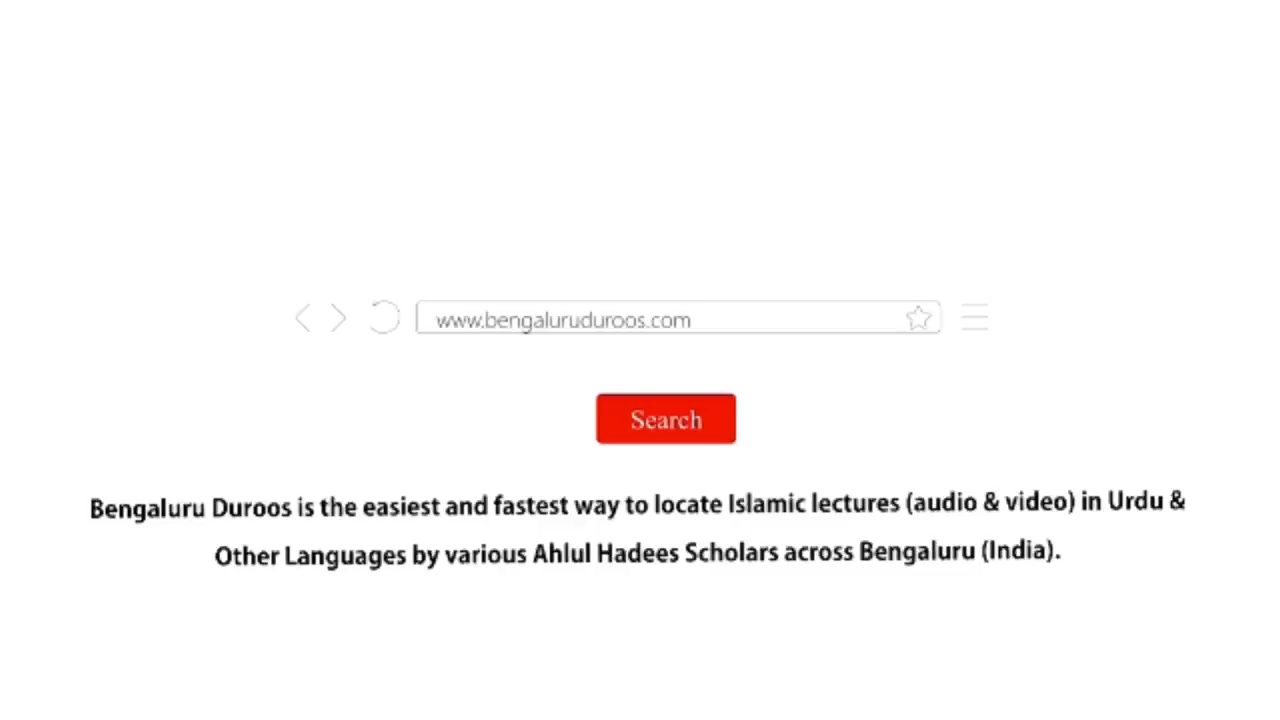 www.bengaluruduroos.com
Search
Bengaluru Duroos is the easiest and fastest way to locate Islamic lectures (audio & video) in Urdu &
Other Languages by various Ahlul Hadees Scholars across Bengaluru (India).